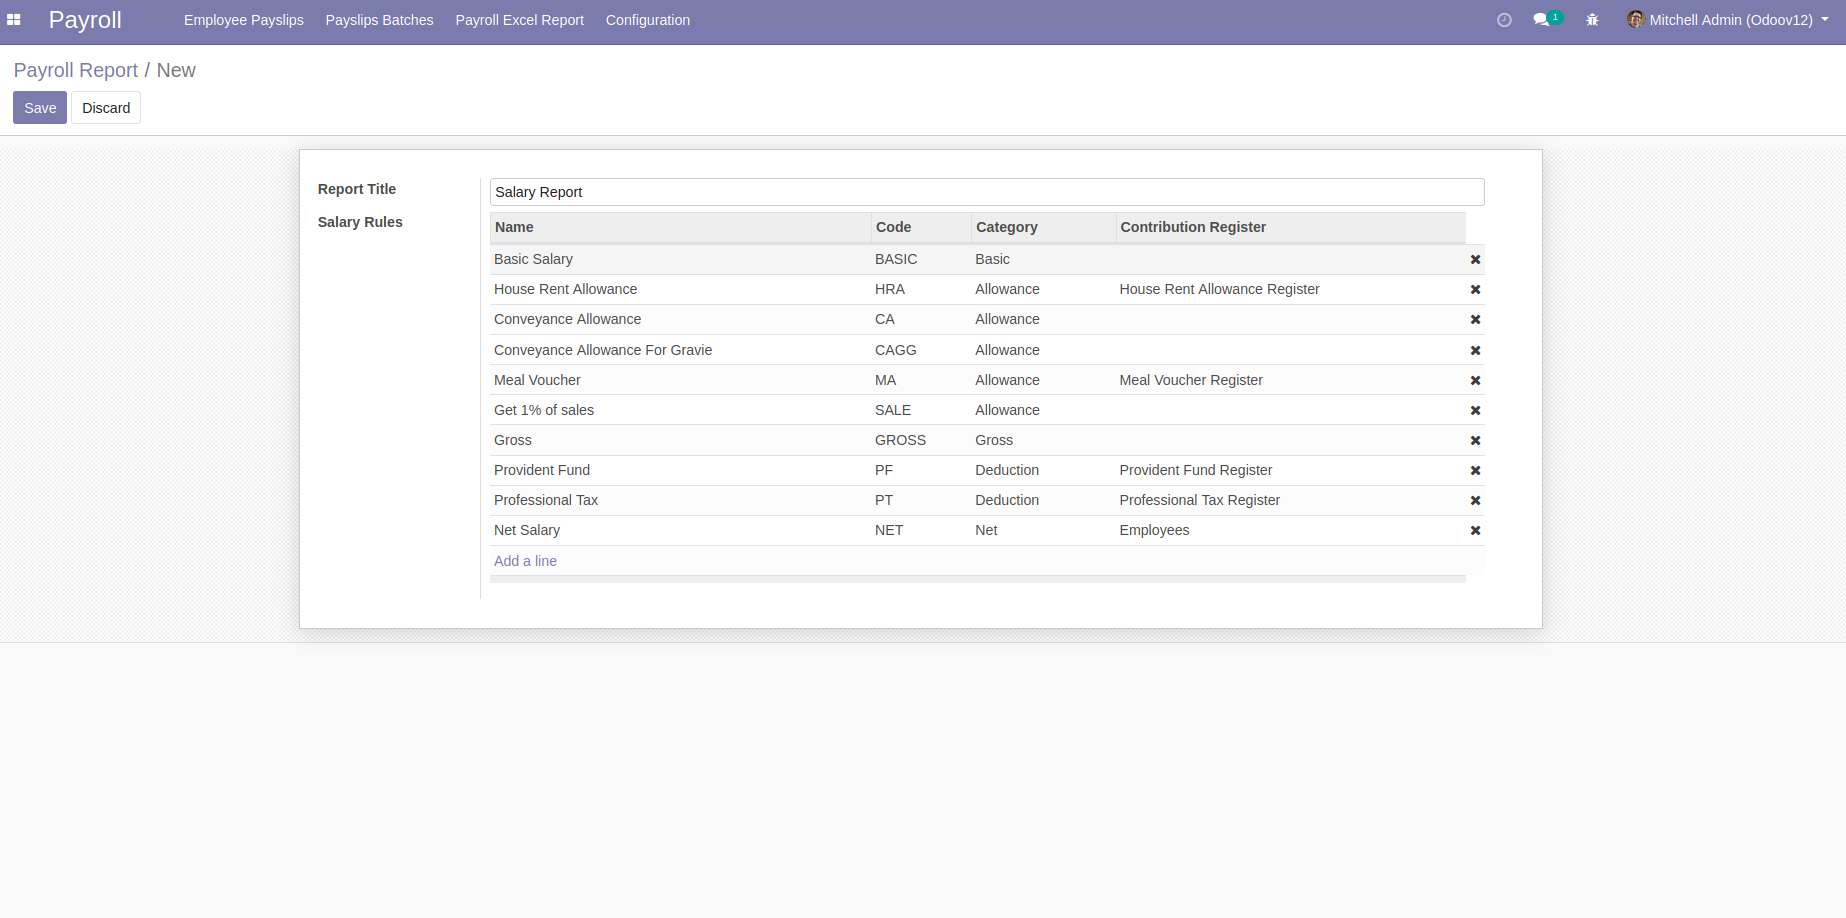 Payroll Employee Payslips Payslips Batches Payroll Excel Report Configuration 1 Mitchell Admin (Odoov12)
Payroll Report / New
Save Discard
Report Title Salary Report
Salary Rules
Name Code Category Contribution Register
Basic Salary BASIC Basic
House Rent Allowance HRA Allowance House Rent Allowance Register
Conveyance Allowance CA Allowance
Conveyance Allowance For Gravie CAGG Allowance
Meal Voucher MA Allowance Meal Voucher Register
Get 1% of sales SALE Allowance
Gross GROSS Gross
Provident Fund PF Deduction Provident Fund Register
Professional Tax PT Deduction Professional Tax Register
Net Salary NET Net Employees
Add a line